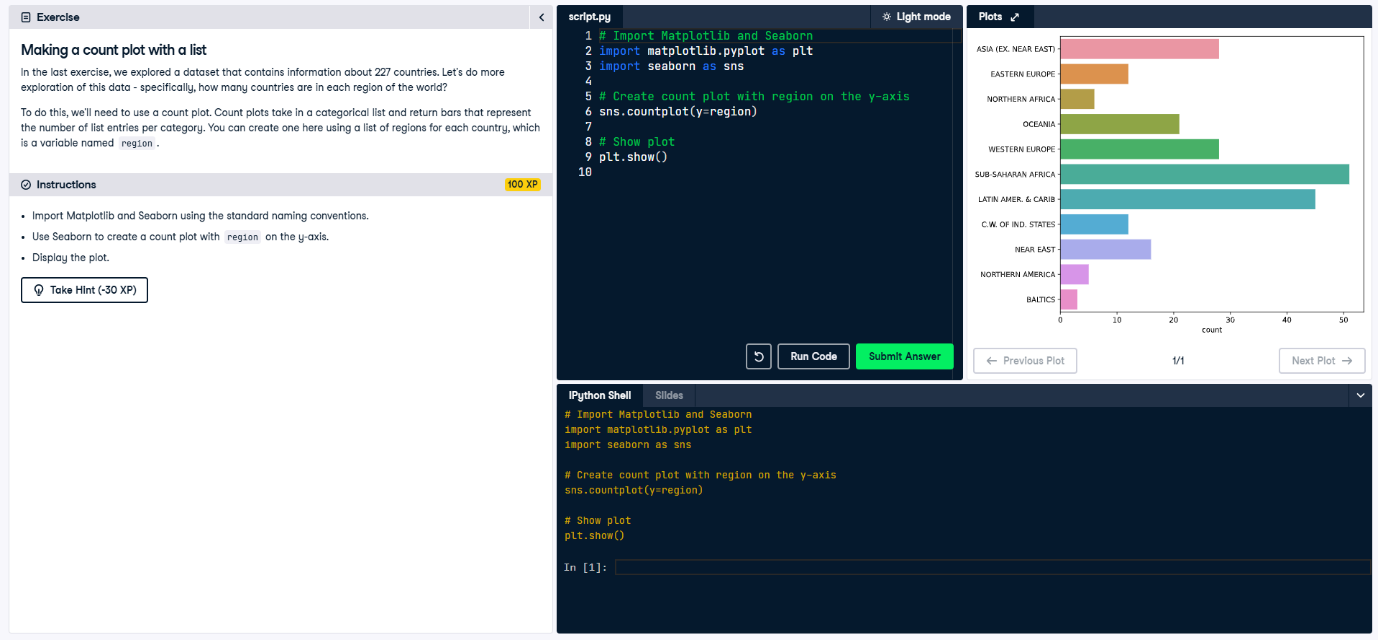 Exercise
Making a count plot with a list
In the last exercise, we explored a dataset that contains information about 227 countries. Let's do more
exploration of this data - specifically, how many countries are in each region of the world?
To do this, we'll need to use a count plot. Count plots take in a categorical list and return bars that represent
the number of list entries per category. You can create one here using a list of regions for each country, which
is a variable named region .
Instructions
100 XP
• Import Matplotlib and Seaborn using the standard naming conventions.
• Use Seaborn to create a count plot with region on the y-axis.
• Display the plot.
Take Hint (-30 XP)
script.py
Light mode
1 # Import Matplotlib and Seaborn
2 import matplotlib.pyplot as plt
3 import seaborn as sns
4
5 # Create count plot with region on the y-axis
6 sns.countplot(y=region)
7
8 # Show plot
9 plt.show()
10
Run Code
Submit Answer
Plots
ASIA (EX. NEAR EAST)
EASTERN EUROPE
NORTHERN AFRICA
OCEANIA
WESTERN EUROPE
SUB-SAHARAN AFRICA
LATIN AMER. & CARIB
C.W. OF IND. STATES
NEAR EAST
NORTHERN AMERICA
BALTICS
0 10 20 30 40 50
count
Previous Plot
1/1
Next Plot
IPython Shell
Slides
# Import Matplotlib and Seaborn
import matplotlib.pyplot as plt
import seaborn as sns
# Create count plot with region on the y-axis
sns.countplot(y=region)
# Show plot
plt.show()
In [1]: